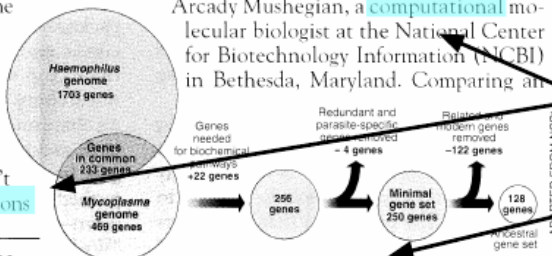 ne
Arcady Mushegian, a computational mo-
lecular biologist at the National Center
for Biotechnology Information (NCBI)
in Bethesda, Maryland. Comparing an
Haemophilus
genome
1703 genes
Genes
in common
233 genes
Mycoplasma
genome
469 genes
't
ons
Genes
needed
for biochemical
pathways
+22 genes
256
genes
Redundant and
parasite-specific
genes removed
– 4 genes
Minimal
gene set
250 genes
Related and
modern genes
removed
–122 genes
128
genes
Ancestral
gene set